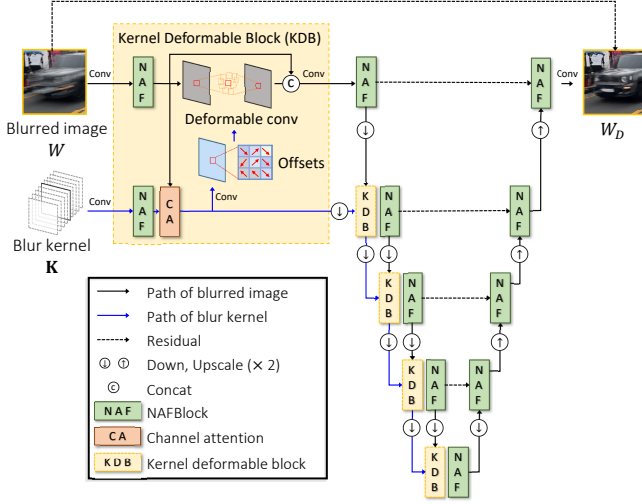 Kernel Deformable Block (KDB)
Conv
N A F
Conv
C
Deformable conv
Offsets
Blurred image
W
Conv
N A F
C A
Conv
Blur kernel
K
N A F
N A F
Conv
W_D
↓
↑
↓
K D B
N A F
N A F
↓
↓
↑
K D B
N A F
N A F
↓
↓
↑
K D B
N A F
N A F
↓
↓
↑
K D B
N A F
Path of blurred image
Path of blur kernel
Residual
↓ ↑ Down, Upscale (× 2)
C Concat
N A F NAFBlock
C A Channel attention
K D B Kernel deformable block